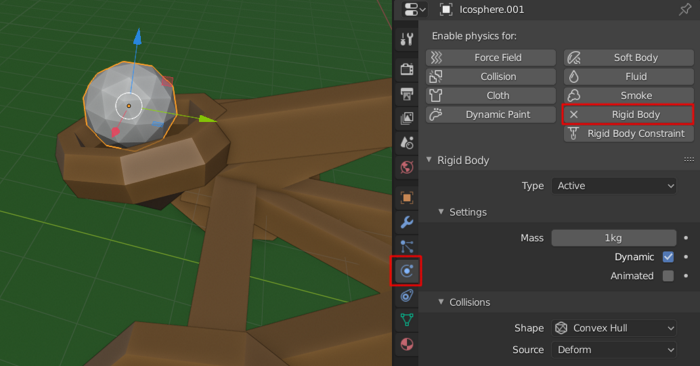 Icosphere.001
Enable physics for:
Force Field
Soft Body
Collision
Fluid
Cloth
Smoke
Dynamic Paint
Rigid Body
Rigid Body Constraint
Rigid Body
Type Active
Settings
Mass 1kg
Dynamic
Animated
Collisions
Shape Convex Hull
Source Deform